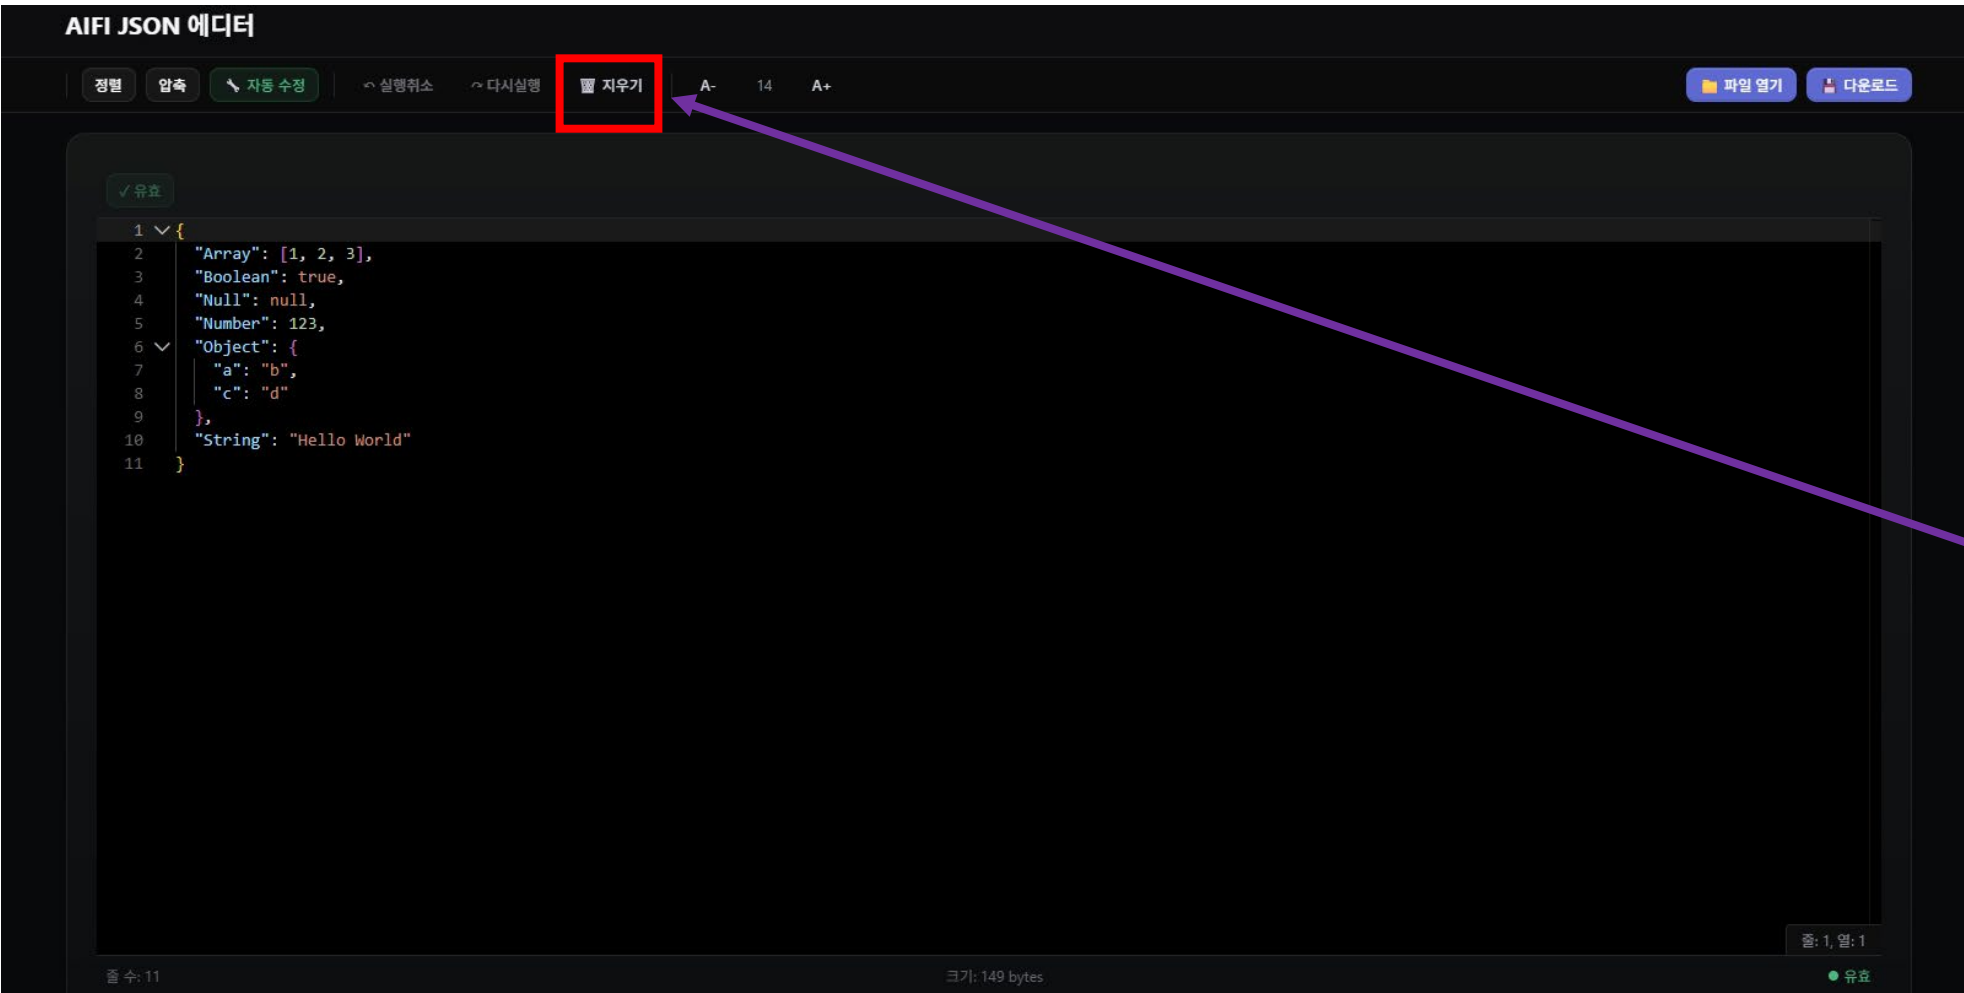 AIFI JSON 에디터
정렬 압축 자동 수정 실행취소 다시실행 지우기 A- 14 A+ 파일 열기 다운로드
✓ 유효
1 {
2 "Array": [1, 2, 3],
3 "Boolean": true,
4 "Null": null,
5 "Number": 123,
6 "Object": {
7 "a": "b",
8 "c": "d"
9 },
10 "String": "Hello World"
11 }
줄: 1, 열: 1
줄 수: 11 크기: 149 bytes 유효